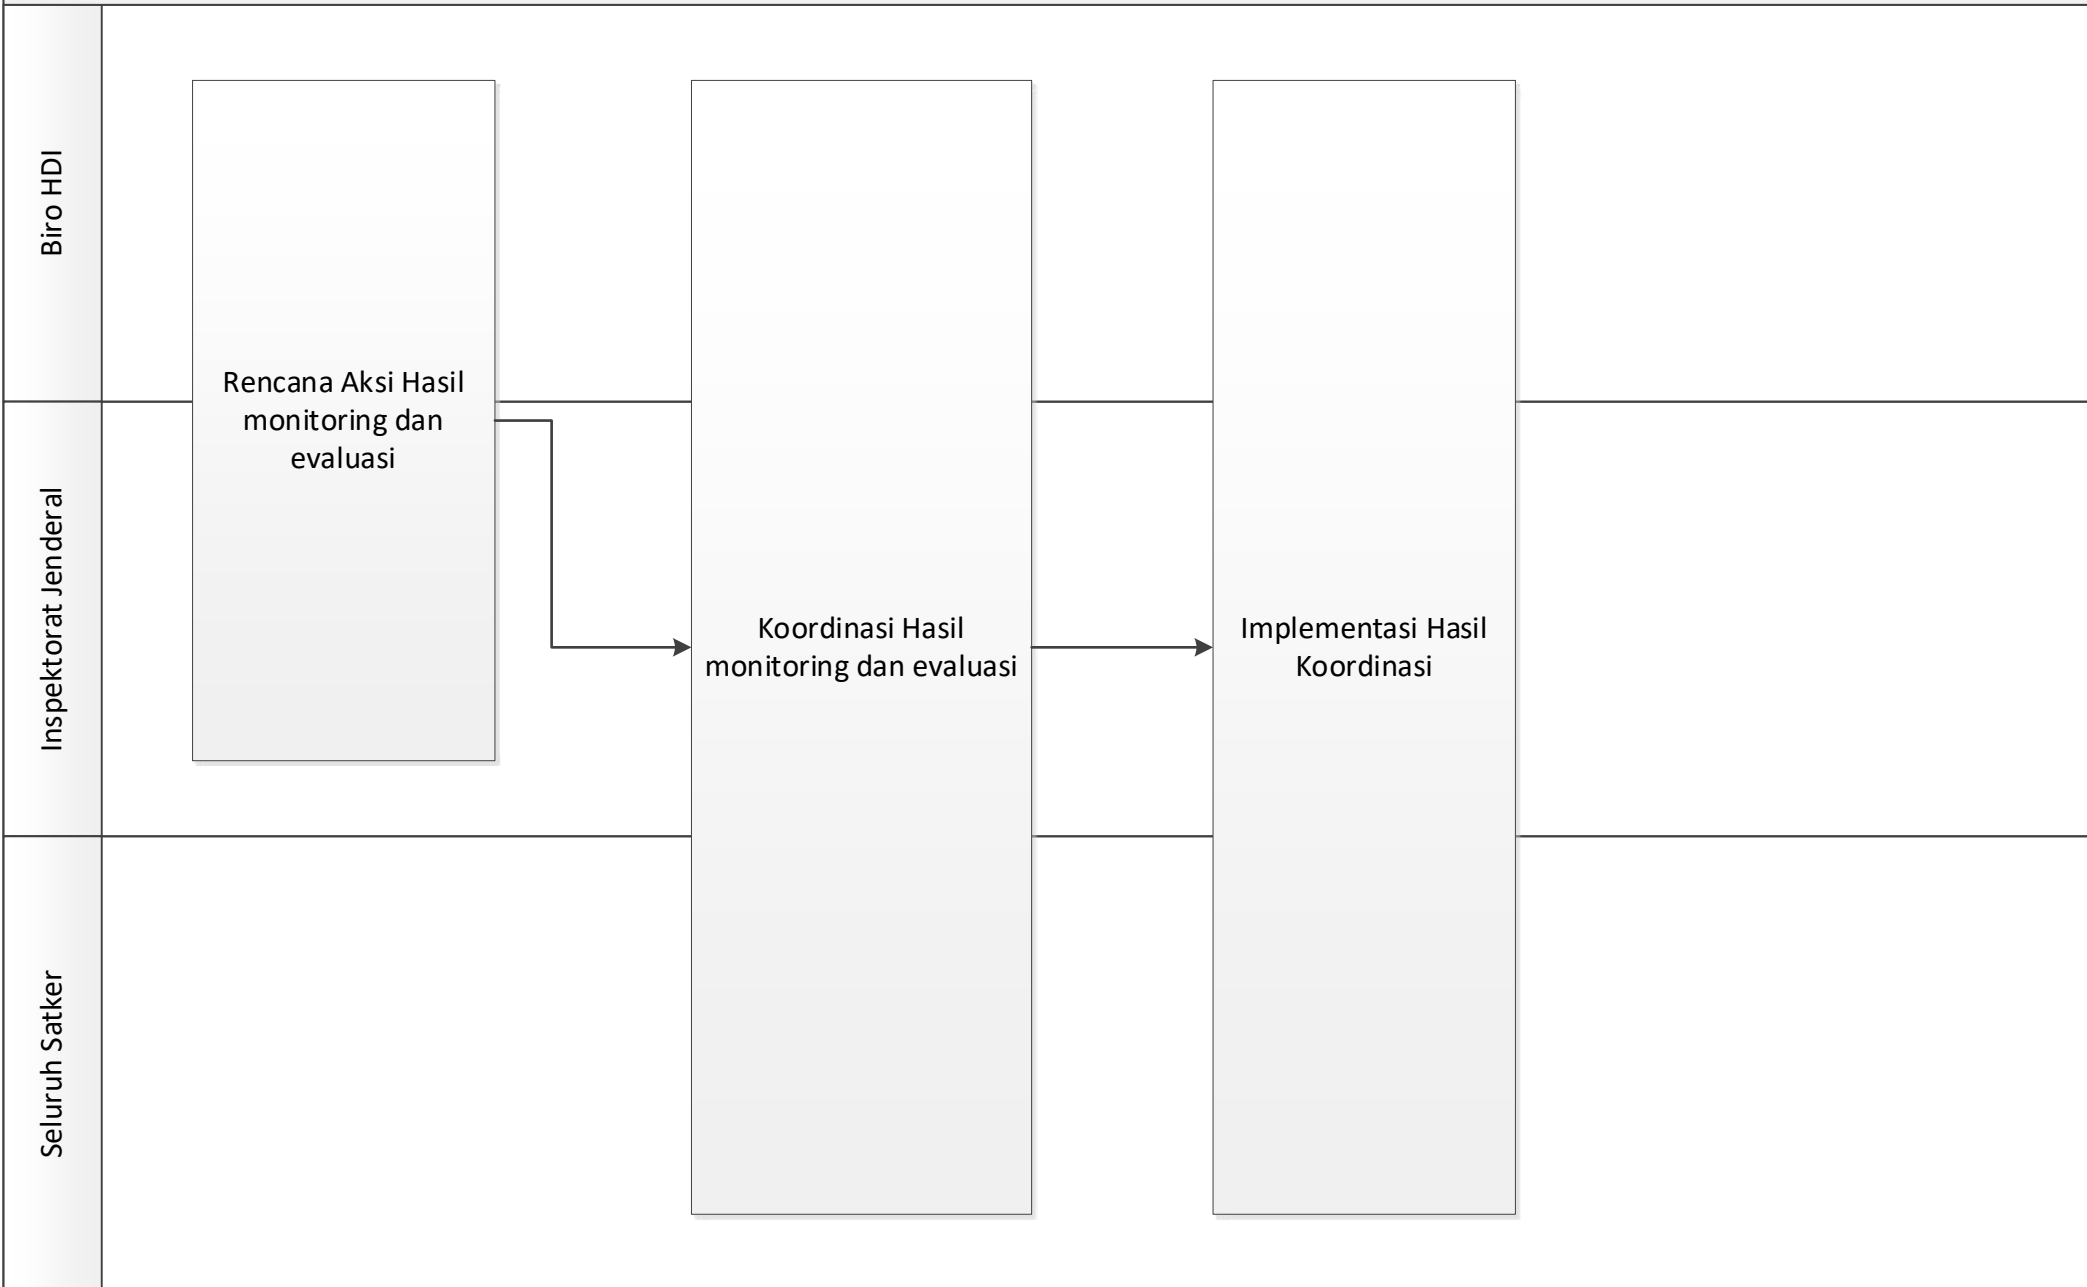 Biro HDI
Rencana Aksi Hasil
monitoring dan
evaluasi
Inspektorat Jenderal
Koordinasi Hasil
monitoring dan evaluasi
Implementasi Hasil
Koordinasi
Seluruh Satker